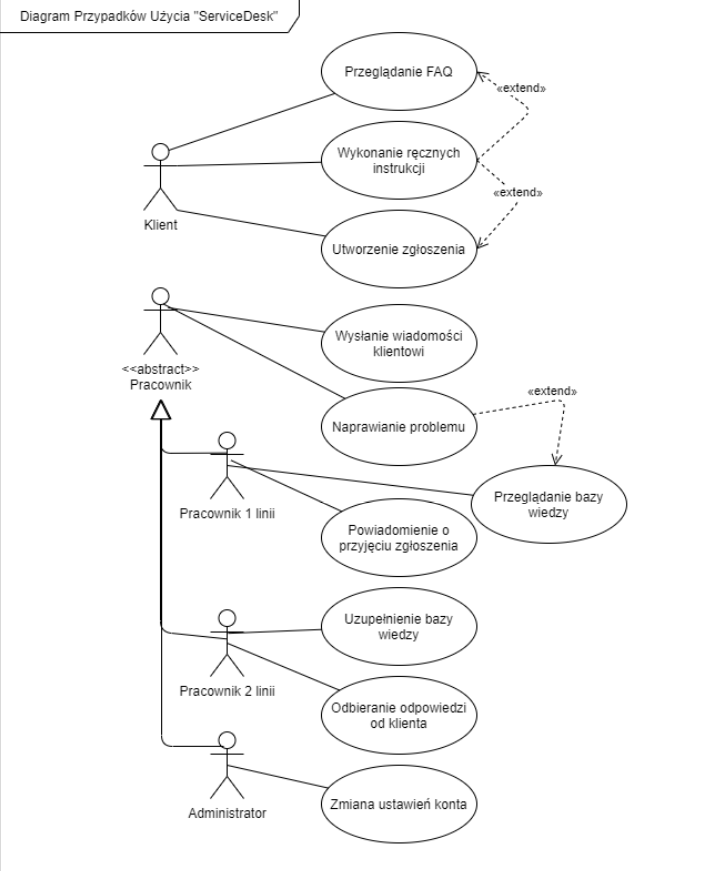 Diagram Przypadków Użycia "ServiceDesk"
Przeglądanie FAQ
«extend»
Wykonanie ręcznych
instrukcji
«extend»
Klient
Utworzenie zgłoszenia
Wysłanie wiadomości
klientowi
<<abstract>>
Pracownik
«extend»
Naprawianie problemu
Przeglądanie bazy
wiedzy
Pracownik 1 linii
Powiadomienie o
przyjęciu zgłoszenia
Uzupełnienie bazy
wiedzy
Pracownik 2 linii
Odbieranie odpowiedzi
od klienta
Zmiana ustawień konta
Administrator